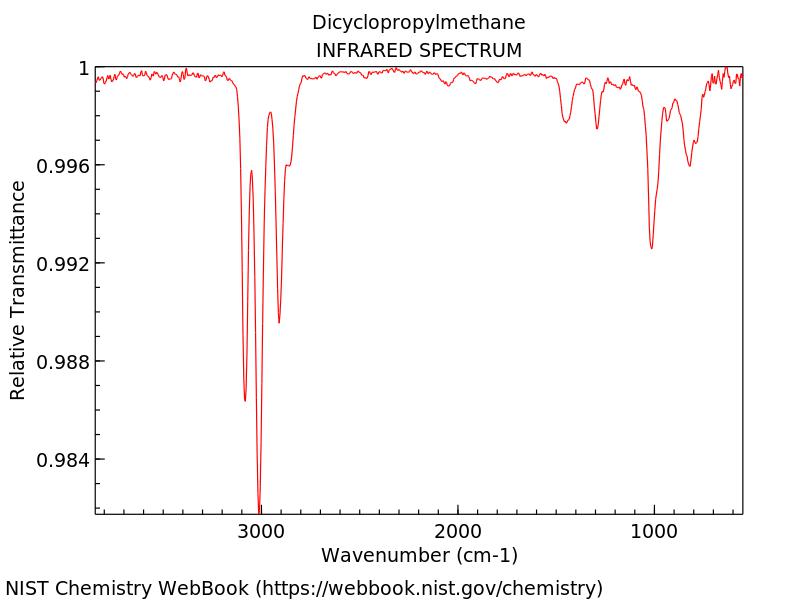 Dicyclopropylmethane
INFRARED SPECTRUM
1
0.996
0.992
0.988
0.984
Relative Transmittance
3000
2000
1000
Wavenumber (cm-1)
NIST Chemistry WebBook (https://webbook.nist.gov/chemistry)